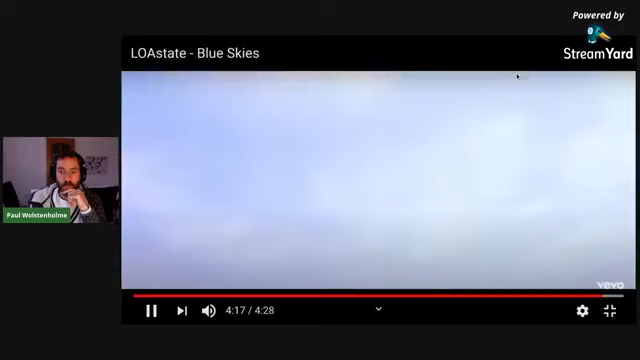 Powered by
StreamYard
LOAstate - Blue Skies
Paul Wolstenholme
vevo
4:17 / 4:28